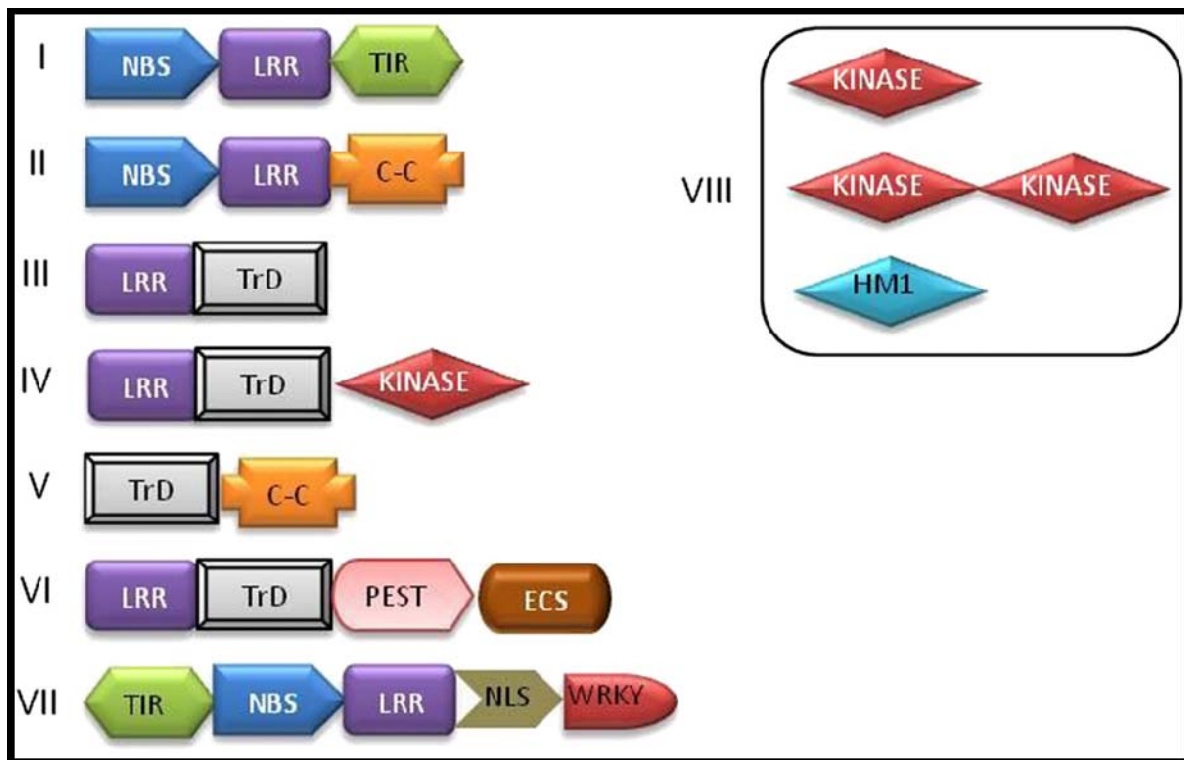 I NBS LRR TIR
II NBS LRR C-C
III LRR TrD
IV LRR TrD KINASE
V TrD C-C
VI LRR TrD PEST ECS
VII TIR NBS LRR NLS WRKY
VIII
KINASE
KINASE KINASE
HM1